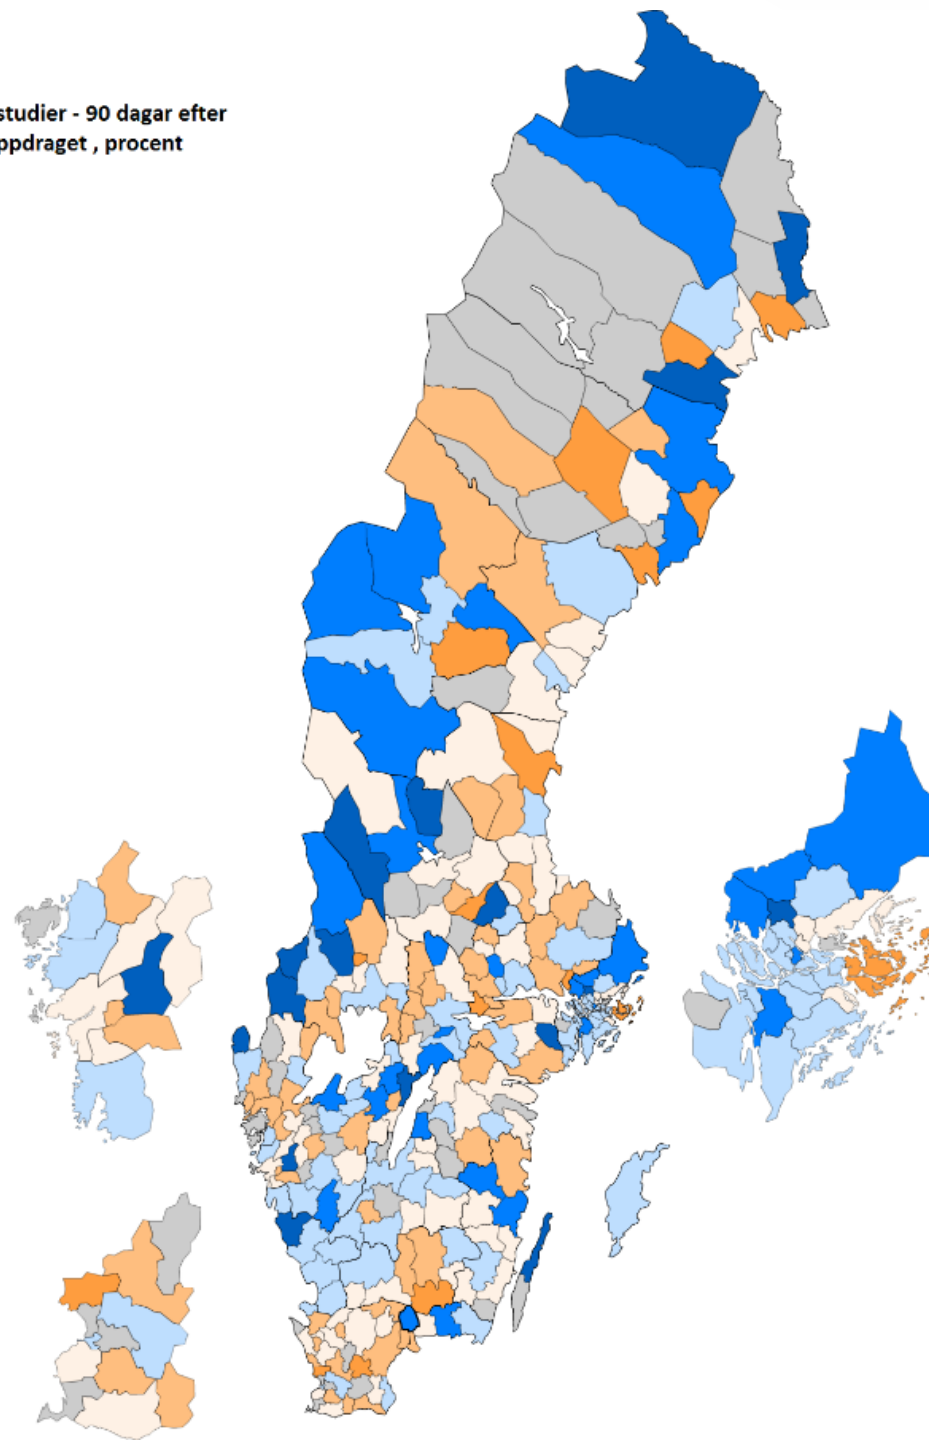 studier - 90 dagar efter
ppdraget , procent